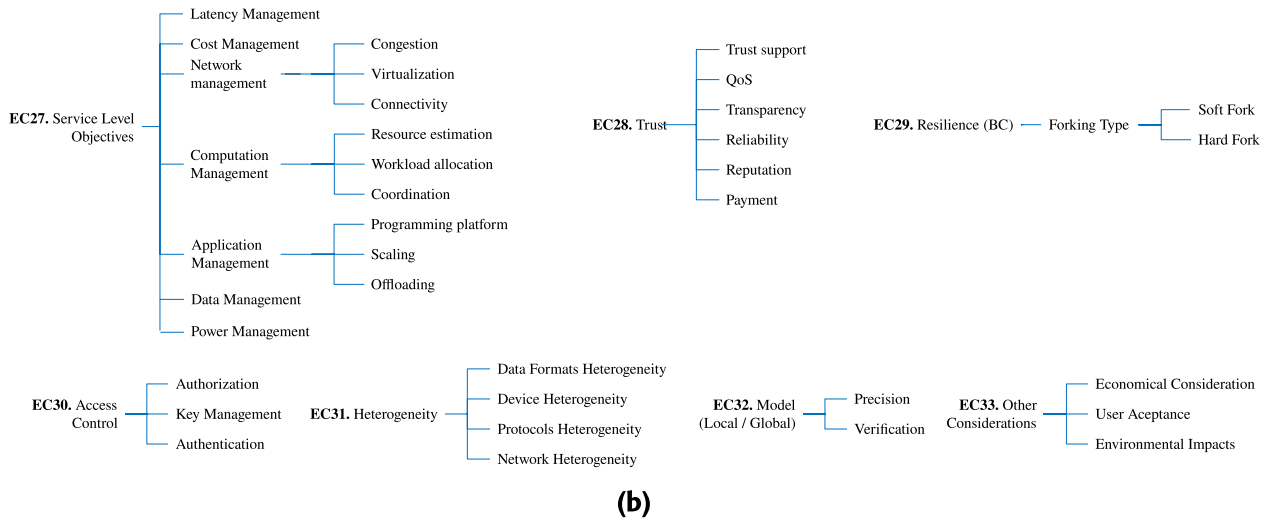 EC27. Service Level
Objectives
Latency Management
Cost Management
Network
management
Congestion
Virtualization
Connectivity
Computation
Management
Resource estimation
Workload allocation
Coordination
Application
Management
Programming platform
Scaling
Offloading
Data Management
Power Management
EC28. Trust
Trust support
QoS
Transparency
Reliability
Reputation
Payment
EC29. Resilience (BC)
Forking Type
Soft Fork
Hard Fork
EC30. Access
Control
Authorization
Key Management
Authentication
EC31. Heterogeneity
Data Formats Heterogeneity
Device Heterogeneity
Protocols Heterogeneity
Network Heterogeneity
EC32. Model
(Local / Global)
Precision
Verification
EC33. Other
Considerations
Economical Consideration
User Aceptance
Environmental Impacts
(b)